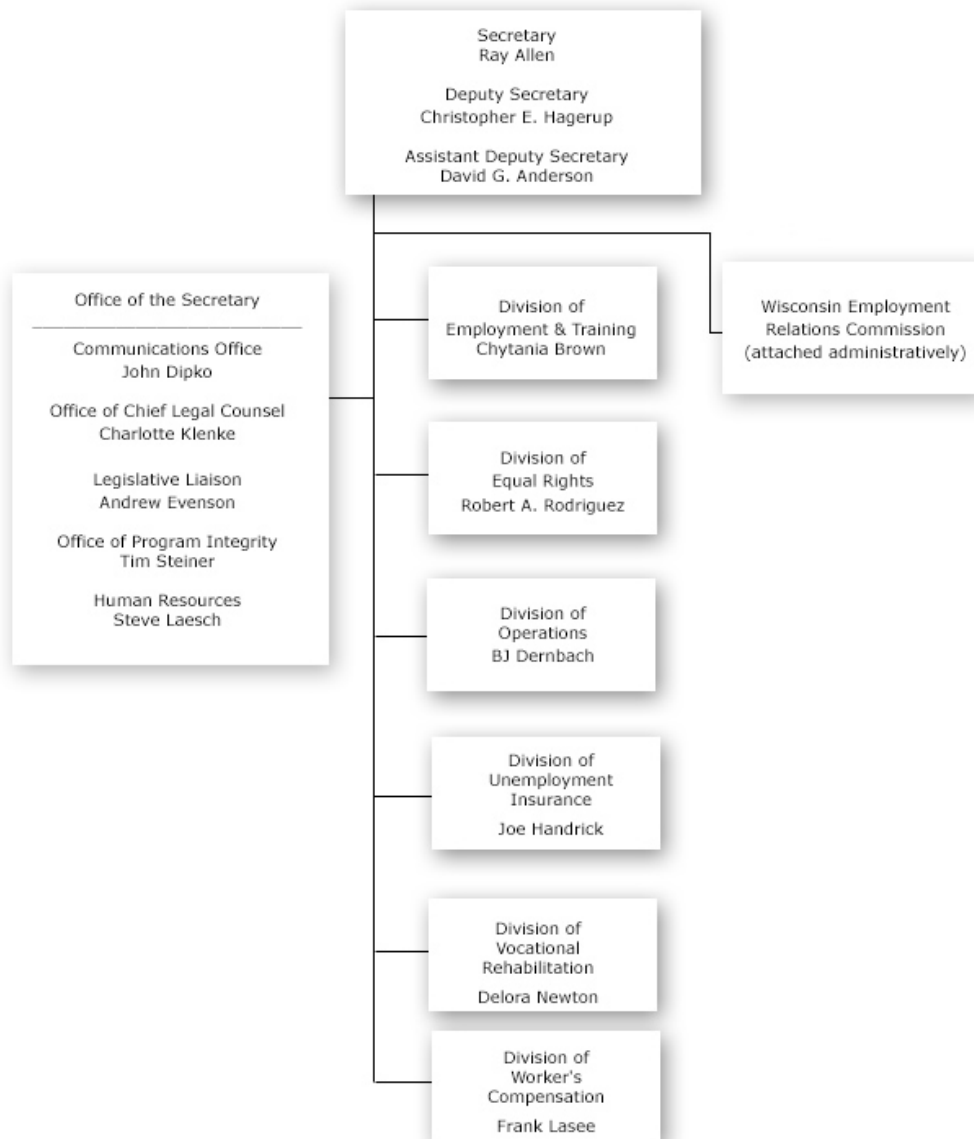 Secretary
Ray Allen
Deputy Secretary
Christopher E. Hagerup
Assistant Deputy Secretary
David G. Anderson
Office of the Secretary
Communications Office
John Dipko
Office of Chief Legal Counsel
Charlotte Klenke
Legislative Liaison
Andrew Evenson
Office of Program Integrity
Tim Steiner
Human Resources
Steve Laesch
Division of
Employment & Training
Chytania Brown
Wisconsin Employment
Relations Commission
(attached administratively)
Division of
Equal Rights
Robert A. Rodriguez
Division of
Operations
BJ Dernbach
Division of
Unemployment
Insurance
Joe Handrick
Division of
Vocational
Rehabilitation
Delora Newton
Division of
Worker's
Compensation
Frank Lasee